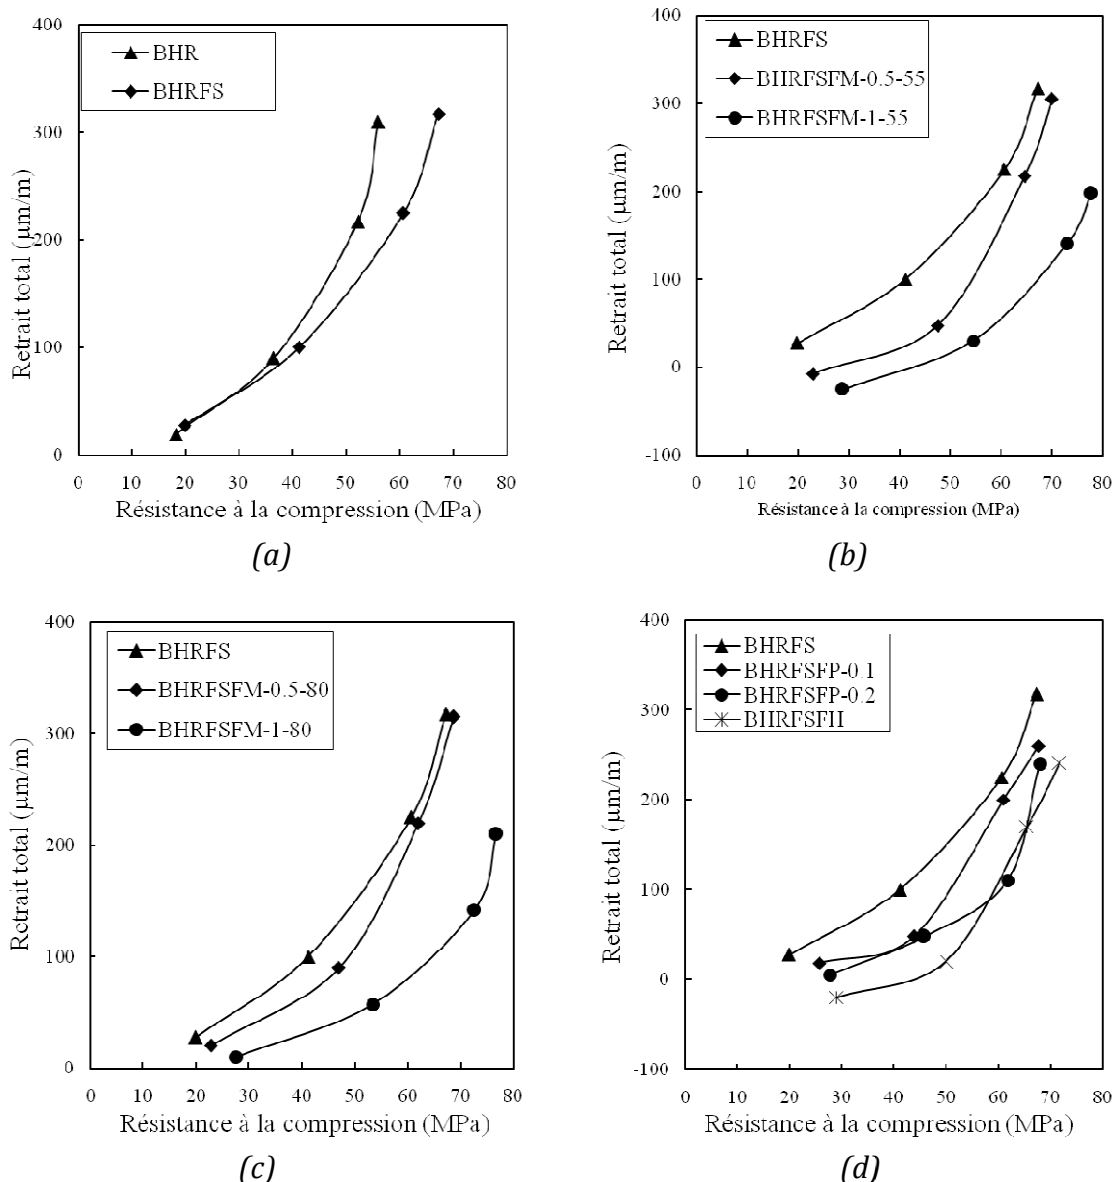 400
300
200
100
0
Retrait total (µm/m)
BHR
BHRFS
0 10 20 30 40 50 60 70 80
Résistance à la compression (MPa)
(a)
400
300
200
100
0
-100
Retrait total (µm/m)
BHRFS
BHRFSFM-0.5-55
BHRFSFM-1-55
0 10 20 30 40 50 60 70 80
Résistance à la compression (MPa)
(b)
400
300
200
100
0
Retrait total (µm/m)
BHRFS
BHRFSFM-0.5-80
BHRFSFM-1-80
0 10 20 30 40 50 60 70 80
Résistance à la compression (MPa)
(c)
400
300
200
100
0
-100
Retrait total (µm/m)
BHRFS
BHRFSFP-0.1
BHRFSFP-0.2
BHRFSFH
0 10 20 30 40 50 60 70 80
Résistance à la compression (MPa)
(d)